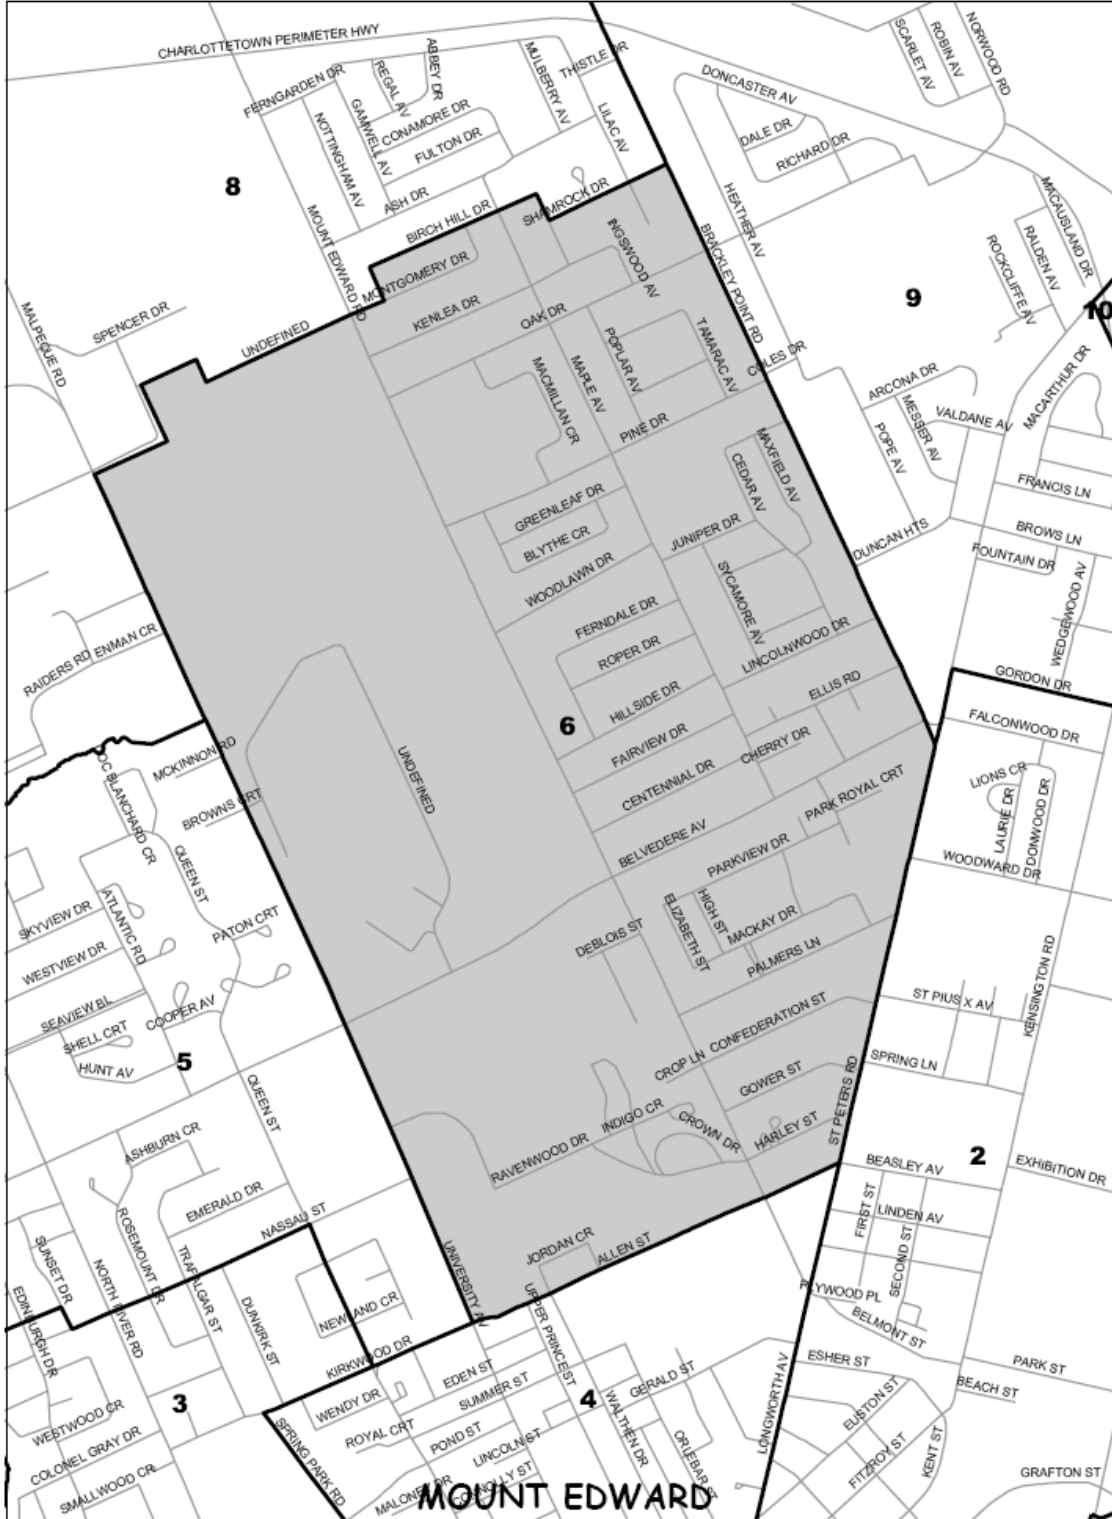 CHARLOTTETOWN PERIMETER HWY
ABBEY DR
MULBERRY AV
THISTLE DR
SCARLET AV
ROBIN AV
NORWOOD RD
FERNGARDEN DR
REGAL AV
GAMWELL AV
CONAMORE DR
FULTON DR
LILAC AV
DONCASTER AV
DALE DR
RICHARD DR
NOTTINGHAM AV
ASH DR
8
MOUNT EDWARD RD
BIRCH HILL DR
SHAMROCK DR
HEATHER AV
MACAUSLAND DR
RALDEN AV
ROCKCLIFFE AV
MONTGOMERY DR
KENLEA DR
INGSWOOD AV
BRACKLEY POINT RD
9
10
MALPEQUE RD
SPENCER DR
UNDEFINED
OAK DR
MACMILLAN CR
MAPLE AV
POPLAR AV
TAMARAC AV
COLES DR
ARCONA DR
MESSER AV
VALDANE AV
MACARTHUR DR
PINE DR
POPE AV
MAXFIELD AV
CEDAR AV
FRANCIS LN
GREENLEAF DR
BLYTHE CR
JUNIPER DR
DUNCAN HTS
BROWS LN
FOUNTAIN DR
WEDGEWOOD AV
WOODLAWN DR
SYCAMORE AV
FERNDALE DR
ROPER DR
LINCOLNWOOD DR
RAIDERS RD
ENMAN CR
HILLSIDE DR
ELLIS RD
GORDON DR
6
FAIRVIEW DR
CENTENNIAL DR
CHERRY DR
FALCONWOOD DR
MCKINNON RD
DOC BLANCHARD CR
BROWNS CRT
UNDEFINED
LIONS CR
LAURIE DR
DONWOOD DR
PARK ROYAL CRT
BELVEDERE AV
PARKVIEW DR
WOODWARD DR
QUEEN ST
SKYVIEW DR
ATLANTIC RD
PATON CRT
ELIZABETH ST
HIGH ST
MACKAY DR
DEBLOIS ST
PALMERS LN
WESTVIEW DR
SEAVIEW BL
COOPER AV
SHELL CRT
HUNT AV
5
KENSINGTON RD
ST PIUS X AV
CONFEDERATION ST
CROP LN
SPRING LN
GOWER ST
ST PETERS RD
QUEEN ST
INDIGO CR
CROWN DR
HARLEY ST
RAVENWOOD DR
ASHBURN CR
EMERALD DR
2
BEASLEY AV
EXHIBITION DR
FIRST ST
LINDEN AV
SECOND ST
NASSAU ST
SUNSET DR
NORTH RIVER RD
ROSEMOUNT DR
TRAFALGAR ST
DUNKIRK ST
UNIVERSITY AV
JORDAN CR
ALLEN ST
UPPER PRINCE ST
EDINBURGH DR
NEWLAND CR
KIRKWOOD DR
PLYWOOD PL
BELMONT ST
ESHER ST
PARK ST
BEACH ST
EDEN ST
SUMMER ST
GERALD ST
4
3
WESTWOOD CR
COLONEL GRAY DR
SMALLWOOD CR
SPRING PARK RD
WENDY DR
ROYAL CRT
POND ST
LINCOLN ST
WALTHEN DR
ORLEBAR ST
LONGWORTH AV
EUSTON ST
FITZROY ST
KENT ST
GRAFTON ST
MALONEY DR
CONNOLLY ST
MOUNT EDWARD